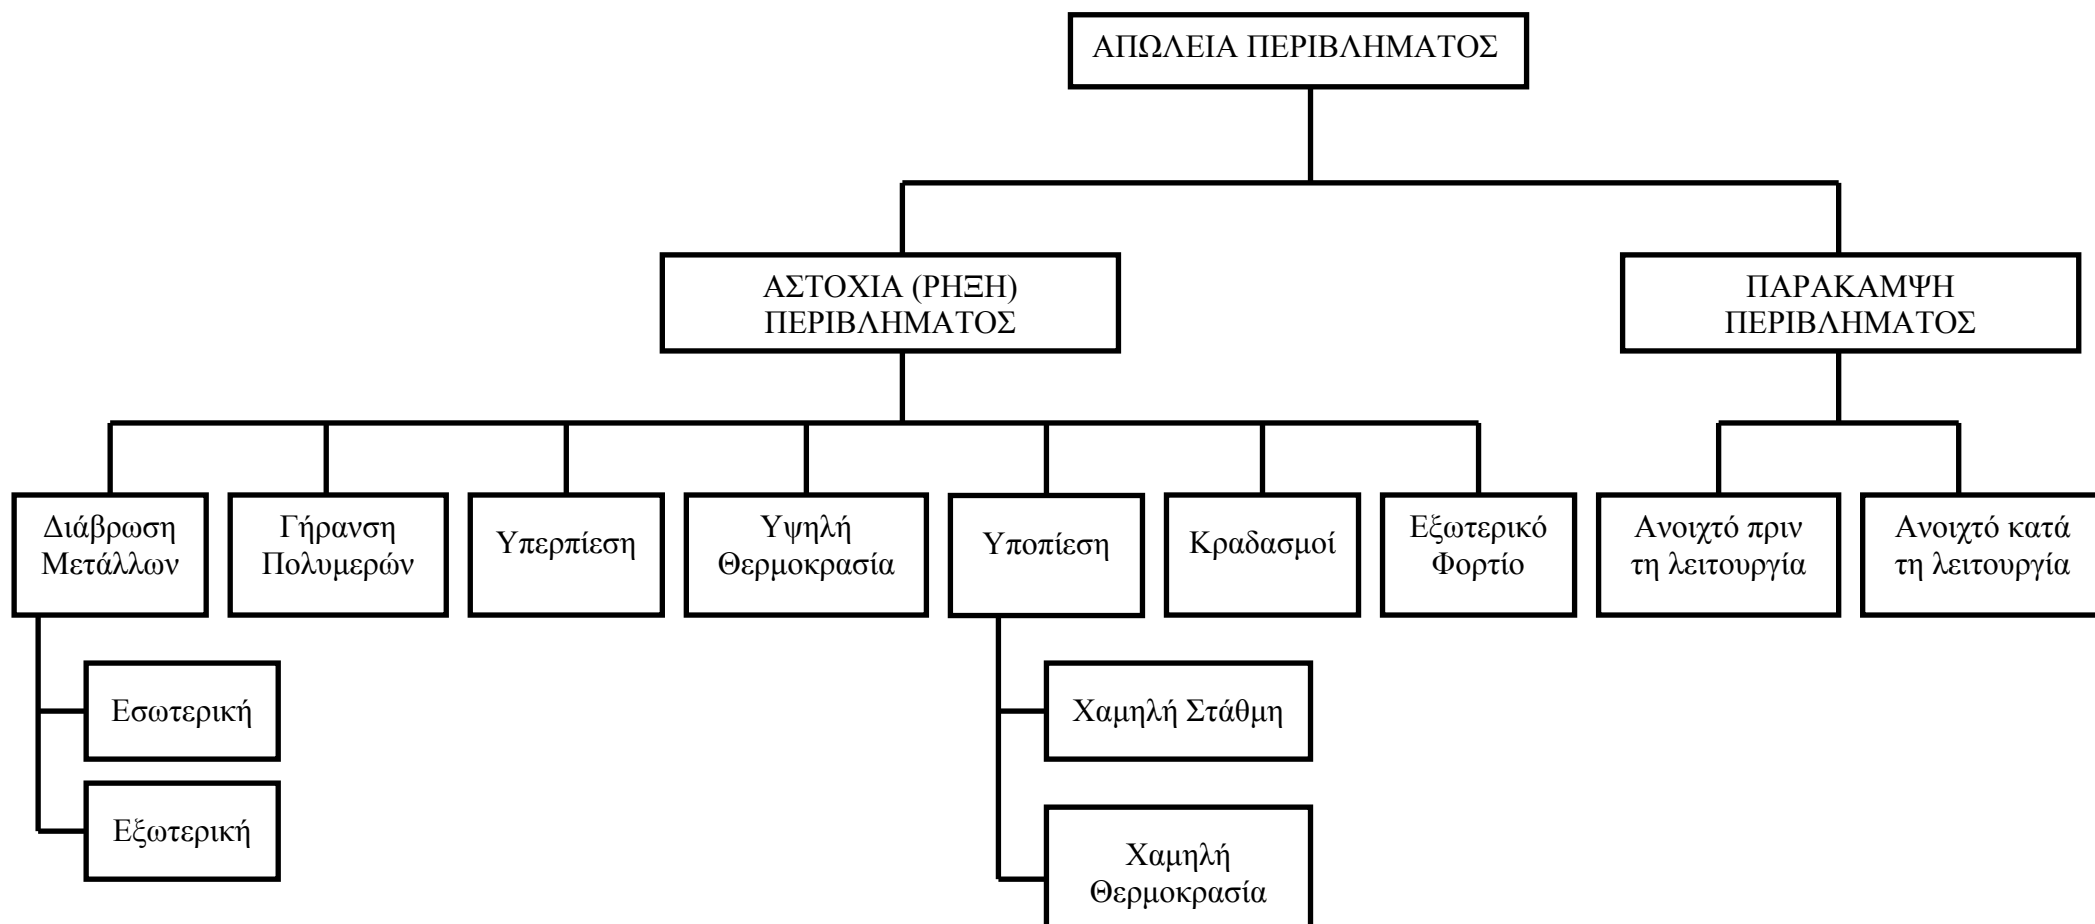 ΑΠΩΛΕΙΑ ΠΕΡΙΒΛΗΜΑΤΟΣ
ΑΣΤΟΧΙΑ (ΡΗΞΗ)
ΠΕΡΙΒΛΗΜΑΤΟΣ
ΠΑΡΑΚΑΜΨΗ
ΠΕΡΙΒΛΗΜΑΤΟΣ
Διάβρωση
Μετάλλων
Γήρανση
Πολυμερών
Υπερπίεση
Υψηλή
Θερμοκρασία
Υποπίεση
Κραδασμοί
Εξωτερικό
Φορτίο
Ανοιχτό πριν
τη λειτουργία
Ανοιχτό κατά
τη λειτουργία
Εσωτερική
Εξωτερική
Χαμηλή Στάθμη
Χαμηλή
Θερμοκρασία